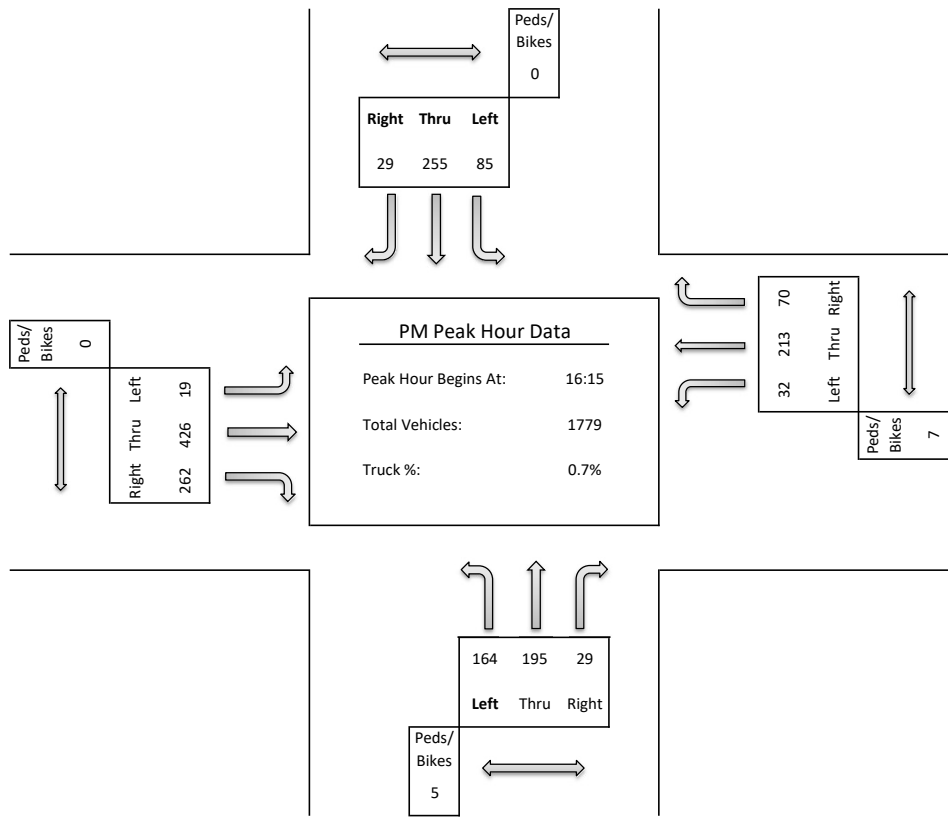 Peds/
Bikes
0
Right Thru Left
29 255 85
70 Right
213 Thru
32 Left
Peds/
Bikes
7
Peds/
Bikes
0
Left 19
Thru 426
Right 262
PM Peak Hour Data
Peak Hour Begins At: 16:15
Total Vehicles: 1779
Truck %: 0.7%
164 195 29
Left Thru Right
Peds/
Bikes
5